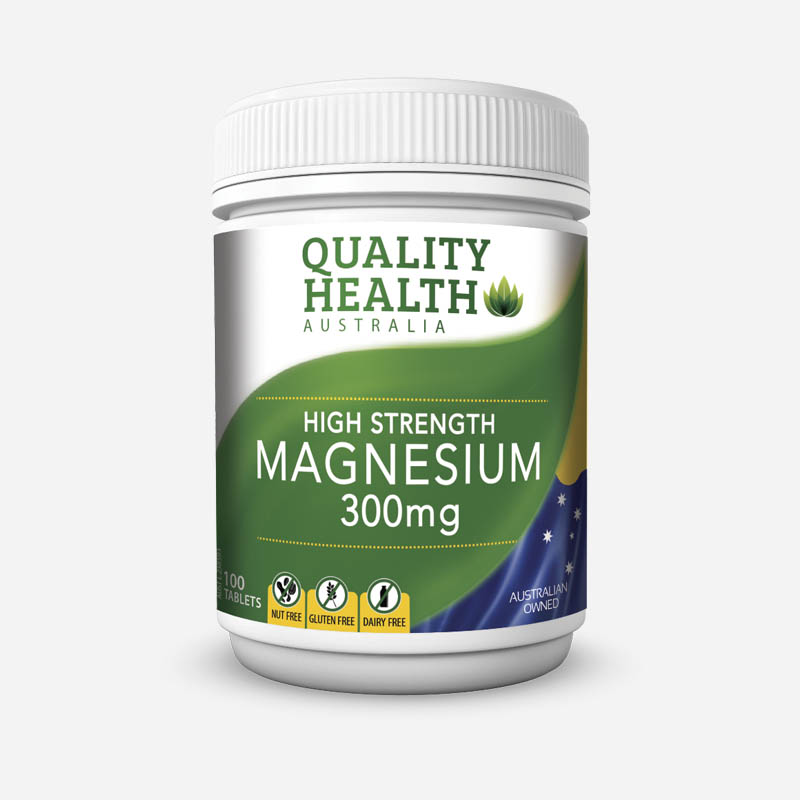 QUALITY
HEALTH
AUSTRALIA
HIGH STRENGTH
MAGNESIUM
300mg
100
TABLETS
NUT FREE
GLUTEN FREE
DAIRY FREE
AUSTRALIAN
OWNED